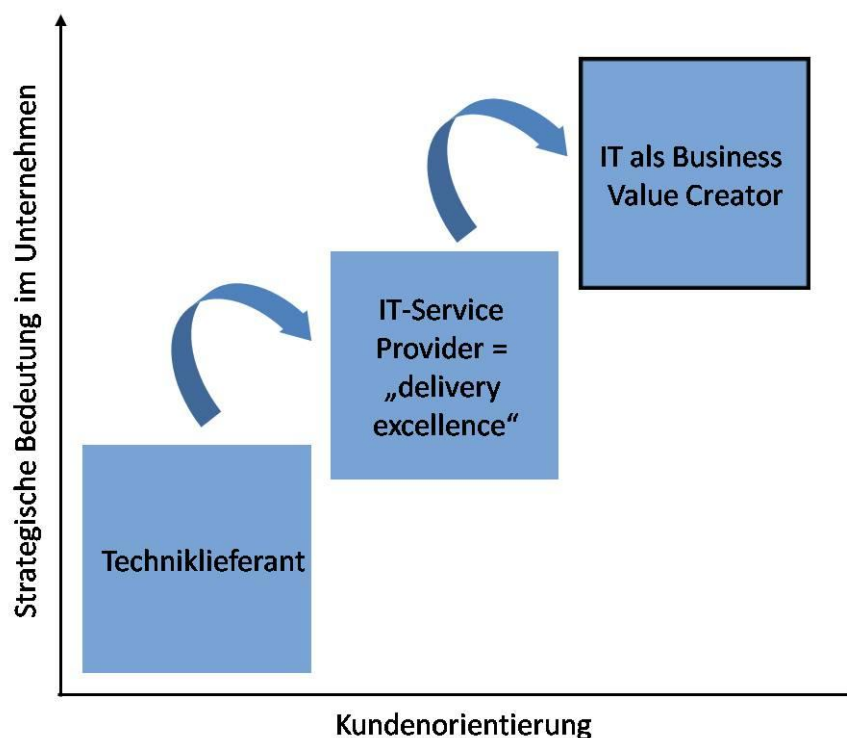 Strategische Bedeutung im Unternehmen
IT als Business
Value Creator
IT-Service
Provider =
„delivery
excellence“
Techniklieferant
Kundenorientierung